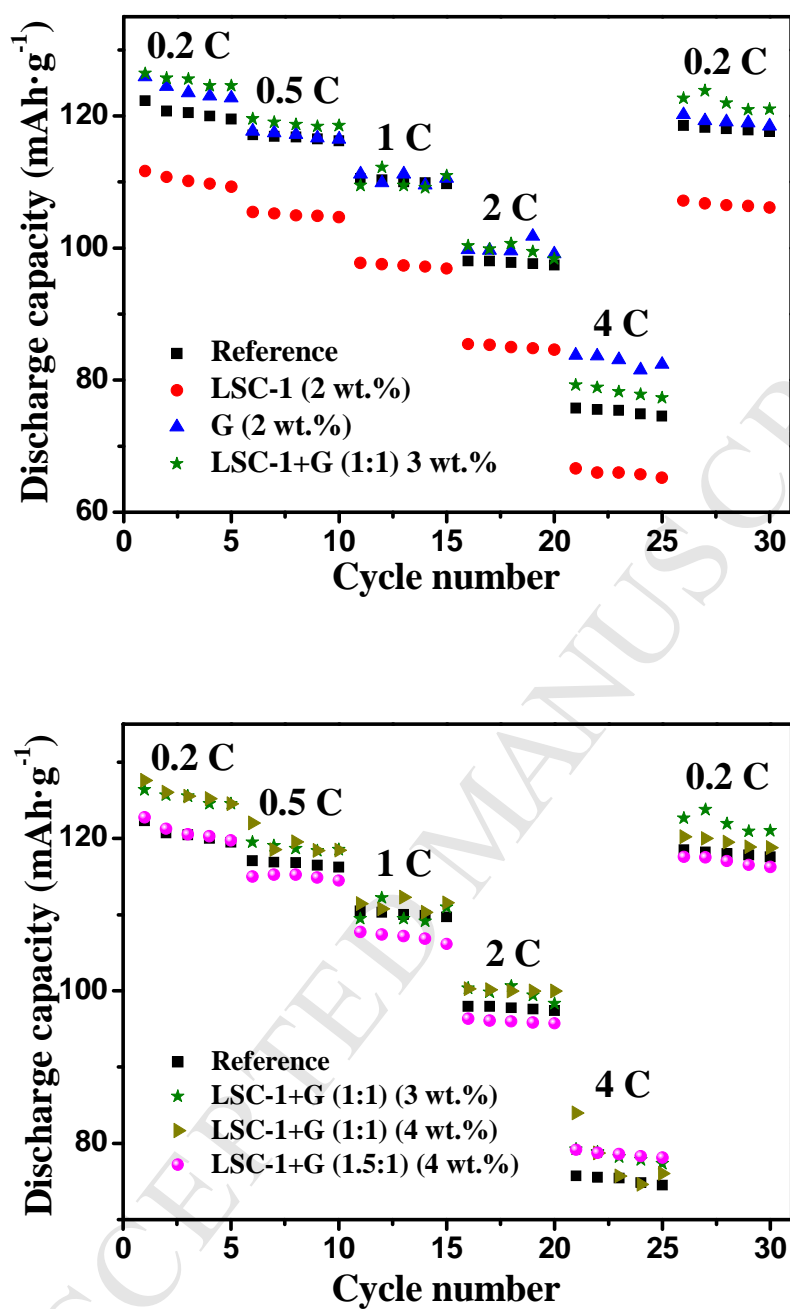 0.2 C
0.5 C
1 C
2 C
4 C
0.2 C
Discharge capacity (mAh·g⁻¹)
120
100
80
60
Reference
LSC-1 (2 wt.%)
G (2 wt.%)
LSC-1+G (1:1) 3 wt.%
0 5 10 15 20 25 30
Cycle number
0.2 C
0.5 C
1 C
2 C
4 C
0.2 C
Discharge capacity (mAh·g⁻¹)
120
100
80
Reference
LSC-1+G (1:1) (3 wt.%)
LSC-1+G (1:1) (4 wt.%)
LSC-1+G (1.5:1) (4 wt.%)
0 5 10 15 20 25 30
Cycle number
ACCEPTED MANUSCRIPT